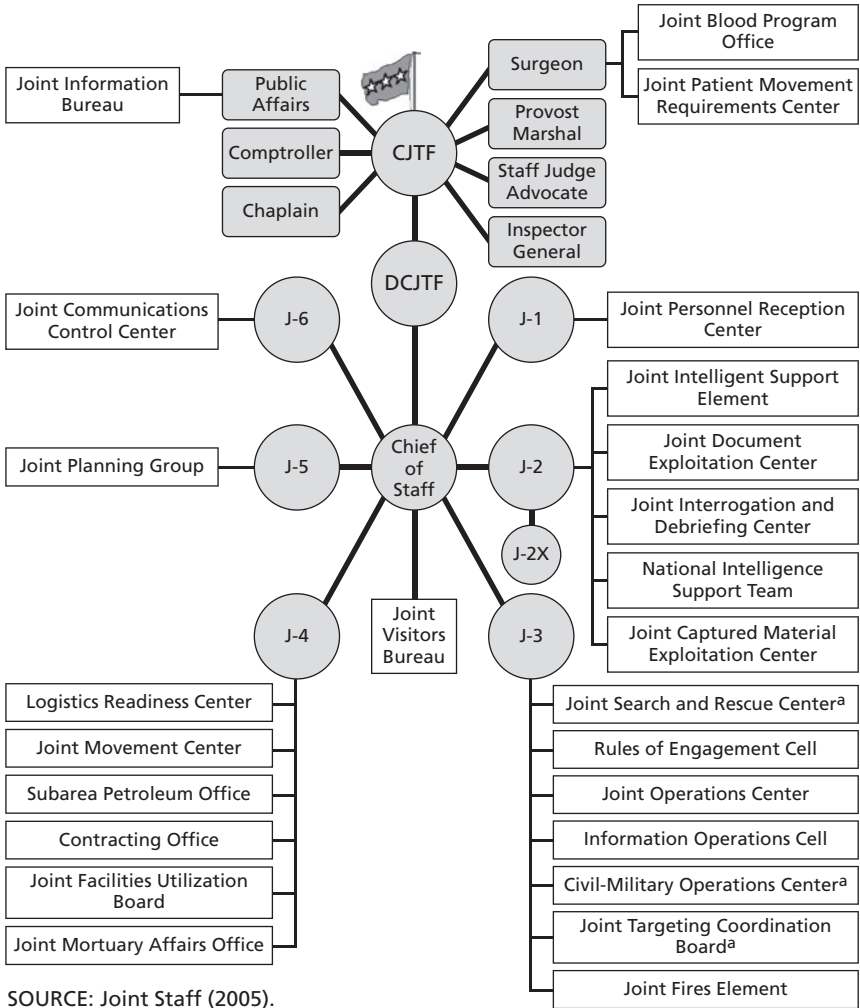 Joint Information
Bureau
Public
Affairs
Comptroller
Chaplain
CJTF
Surgeon
Provost
Marshal
Staff Judge
Advocate
Inspector
General
Joint Blood Program
Office
Joint Patient Movement
Requirements Center
DCJTF
Joint Communications
Control Center
J-6
J-1
Joint Personnel Reception
Center
Joint Planning Group
J-5
Chief
of
Staff
J-2
J-2X
Joint Intelligent Support
Element
Joint Document
Exploitation Center
Joint Interrogation and
Debriefing Center
National Intelligence
Support Team
Joint Captured Material
Exploitation Center
J-4
Joint
Visitors
Bureau
J-3
Logistics Readiness Center
Joint Movement Center
Subarea Petroleum Office
Contracting Office
Joint Facilities Utilization
Board
Joint Mortuary Affairs Office
Joint Search and Rescue Centerᵃ
Rules of Engagement Cell
Joint Operations Center
Information Operations Cell
Civil-Military Operations Centerᵃ
Joint Targeting Coordination
Boardᵃ
Joint Fires Element
SOURCE: Joint Staff (2005).